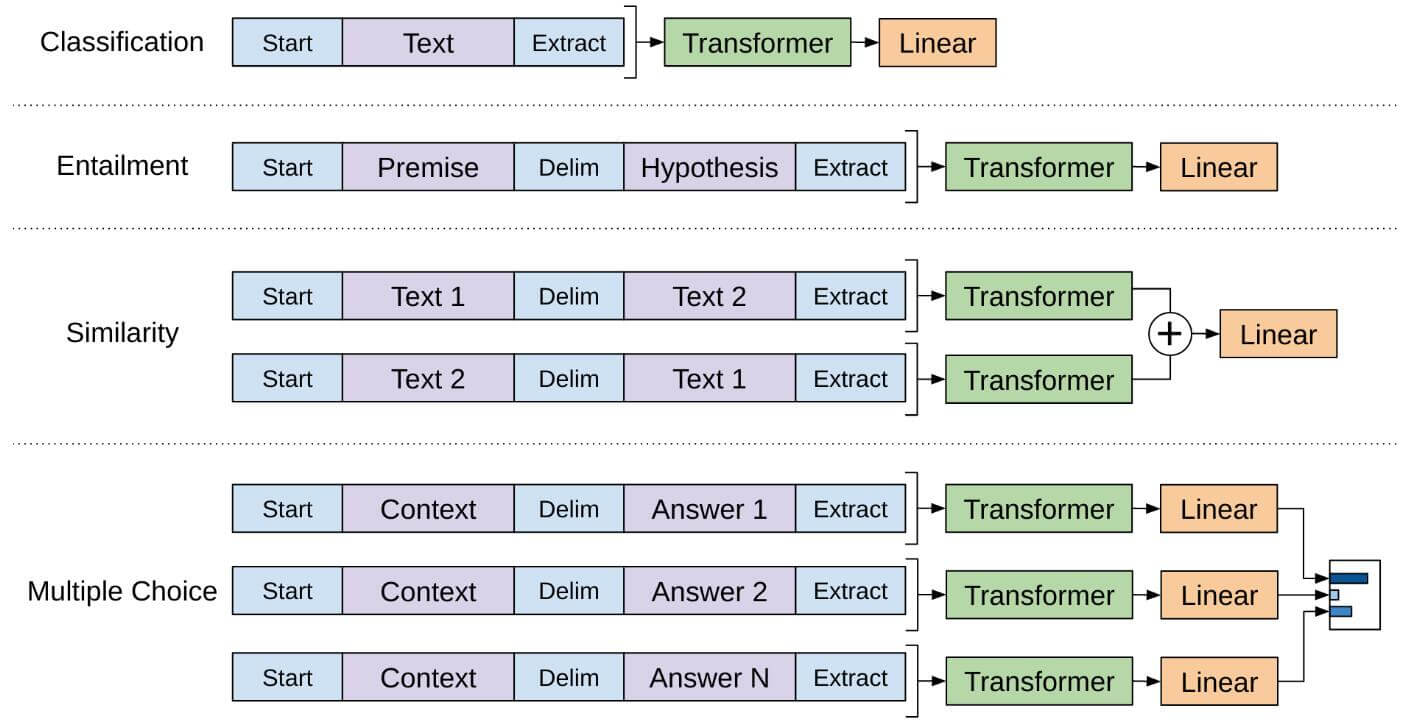 Classification Start Text Extract Transformer Linear
Entailment Start Premise Delim Hypothesis Extract Transformer Linear
Similarity
Start Text 1 Delim Text 2 Extract Transformer
+ Linear
Start Text 2 Delim Text 1 Extract Transformer
Multiple Choice
Start Context Delim Answer 1 Extract Transformer Linear
Start Context Delim Answer 2 Extract Transformer Linear
Start Context Delim Answer N Extract Transformer Linear